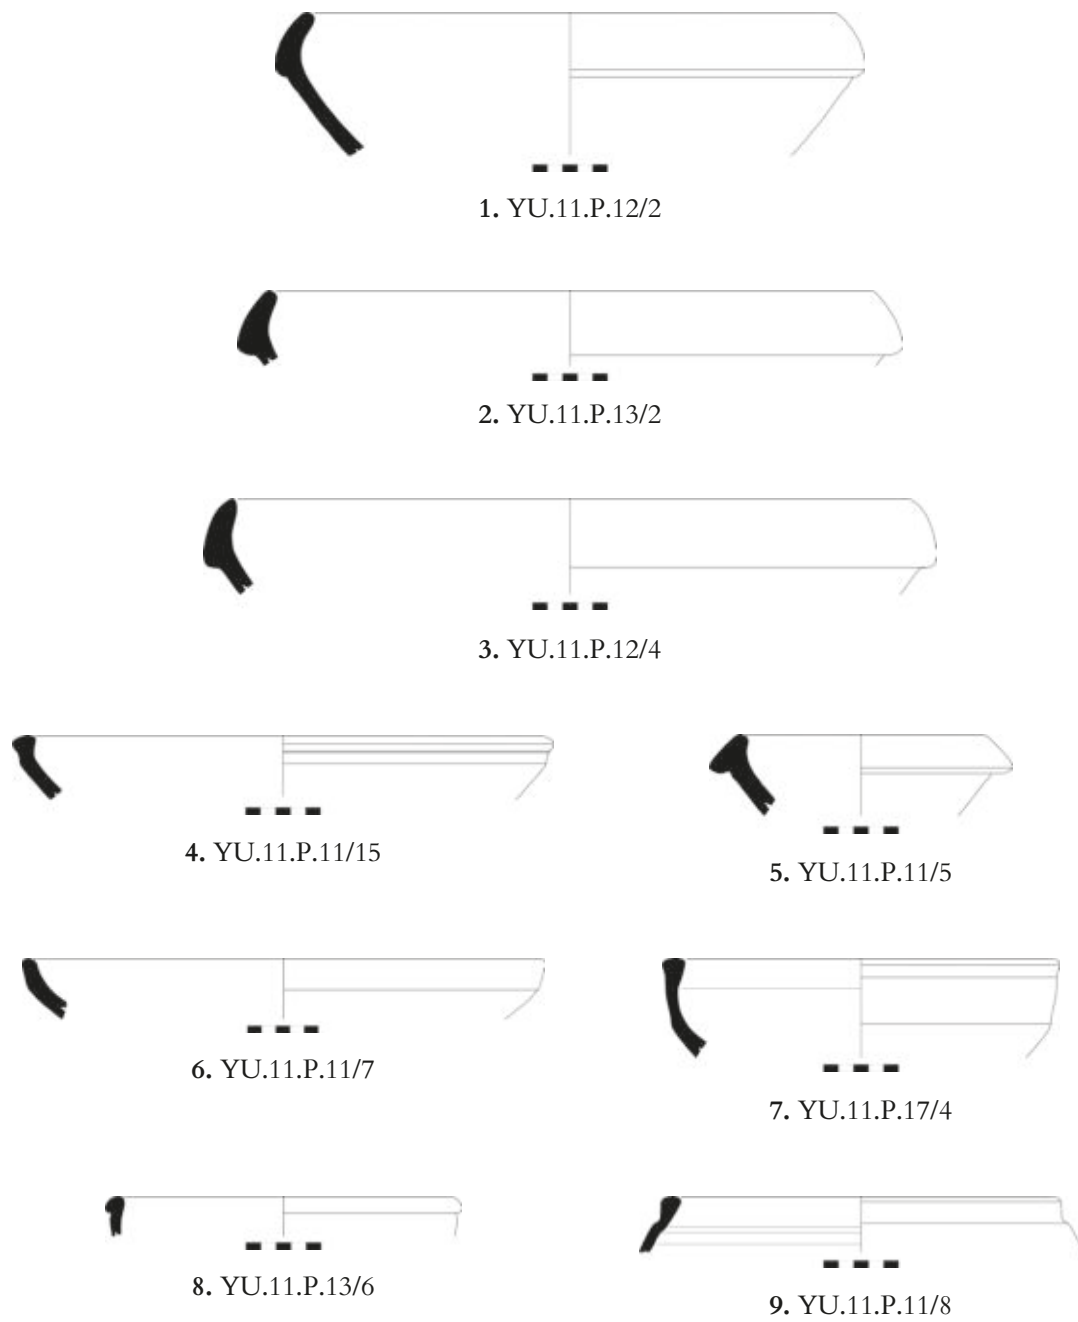 1. YU.11.P.12/2
2. YU.11.P.13/2
3. YU.11.P.12/4
4. YU.11.P.11/15
5. YU.11.P.11/5
6. YU.11.P.11/7
7. YU.11.P.17/4
8. YU.11.P.13/6
9. YU.11.P.11/8